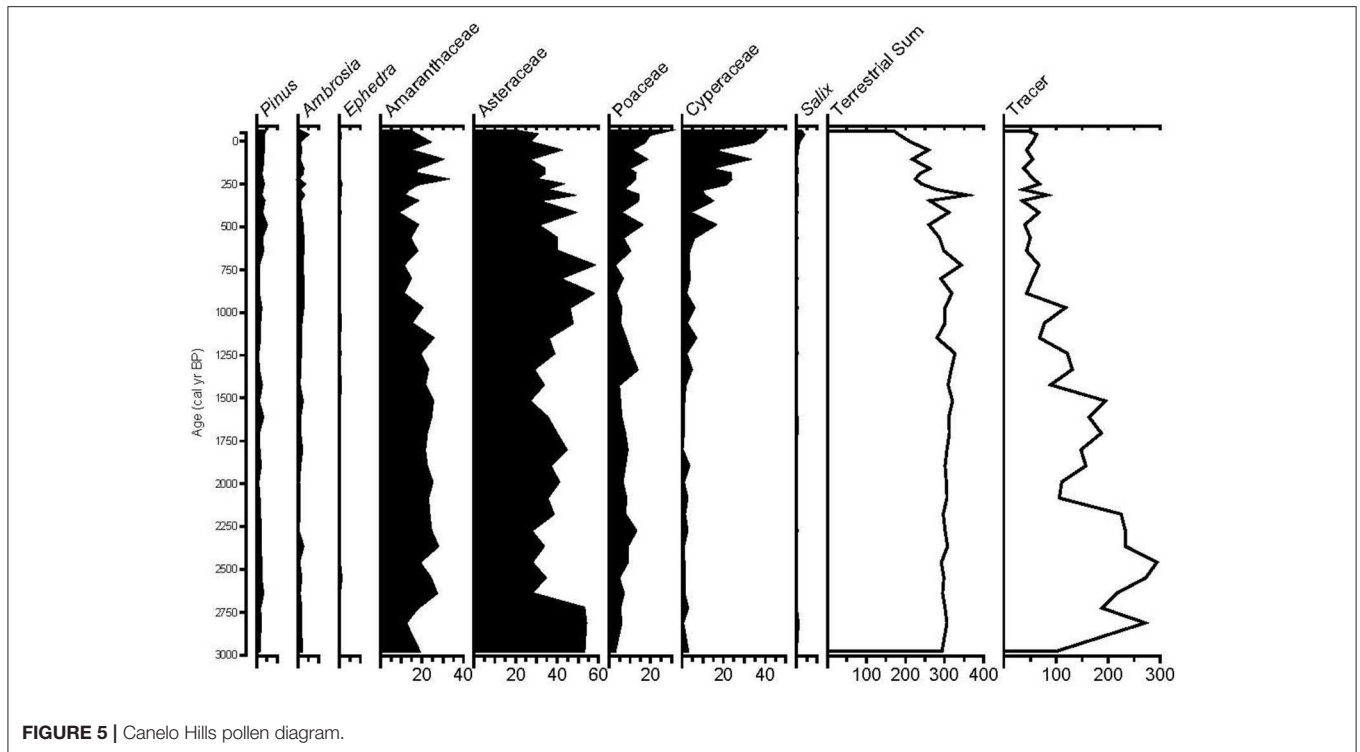 Pinus
Ambrosia
Ephedra
Amaranthaceae
Asteraceae
Poaceae
Cyperaceae
Salix
Terrestrial Sum
Tracer
0
250
500
750
1000
1250
1500
1750
2000
2250
2500
2750
3000
Age (cal yr BP)
20 40 20 40 60 20 20 40 100 200 300 400 100 200 300
FIGURE 5 | Canelo Hills pollen diagram.